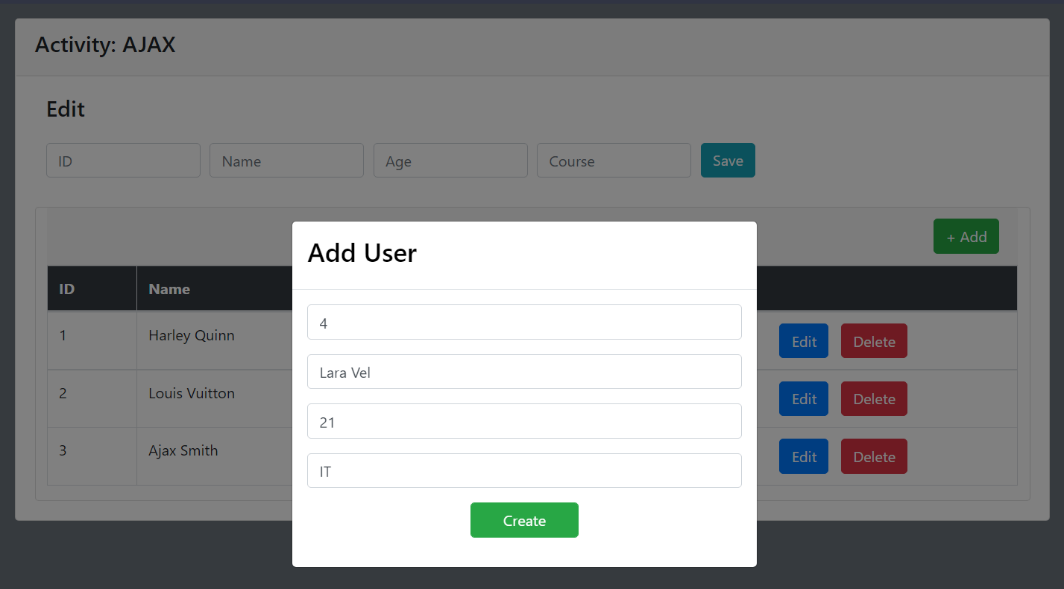 Activity: AJAX
Edit
ID Name Age Course Save
+ Add
ID Name
1 Harley Quinn Edit Delete
2 Louis Vuitton Edit Delete
3 Ajax Smith Edit Delete
Add User
4
Lara Vel
21
IT
Create